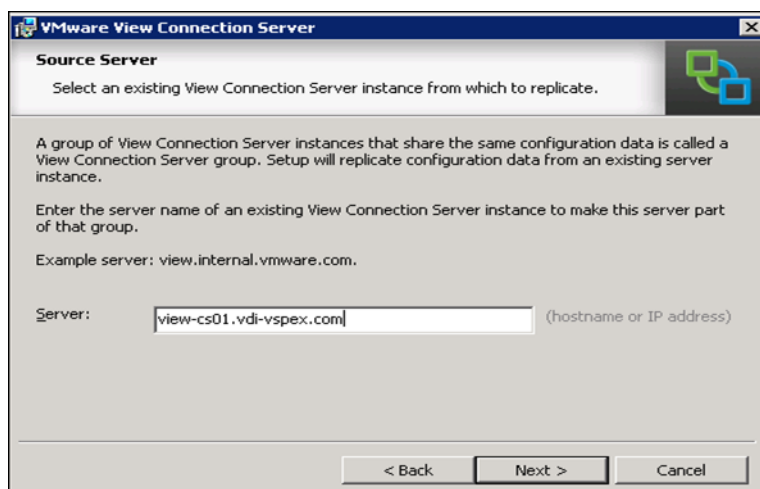 VMware View Connection Server
Source Server
Select an existing View Connection Server instance from which to replicate.
A group of View Connection Server instances that share the same configuration data is called a
View Connection Server group. Setup will replicate configuration data from an existing server
instance.
Enter the server name of an existing View Connection Server instance to make this server part
of that group.
Example server: view.internal.vmware.com.
Server: view-cs01.vdi-vspex.com (hostname or IP address)
< Back Next > Cancel